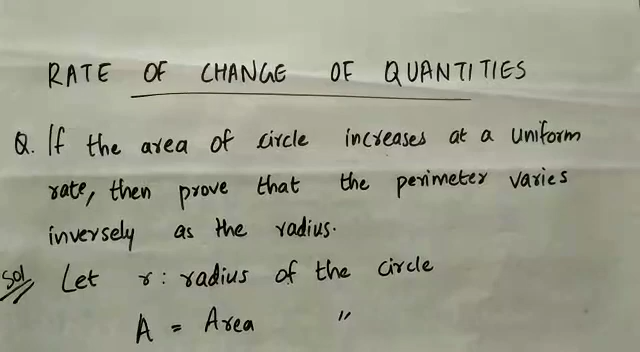 RATE OF CHANGE OF QUANTITIES
Q. If the area of circle increases at a uniform
rate, then prove that the perimeter varies
inversely as the radius.
Sol Let r : radius of the circle
A = Area "